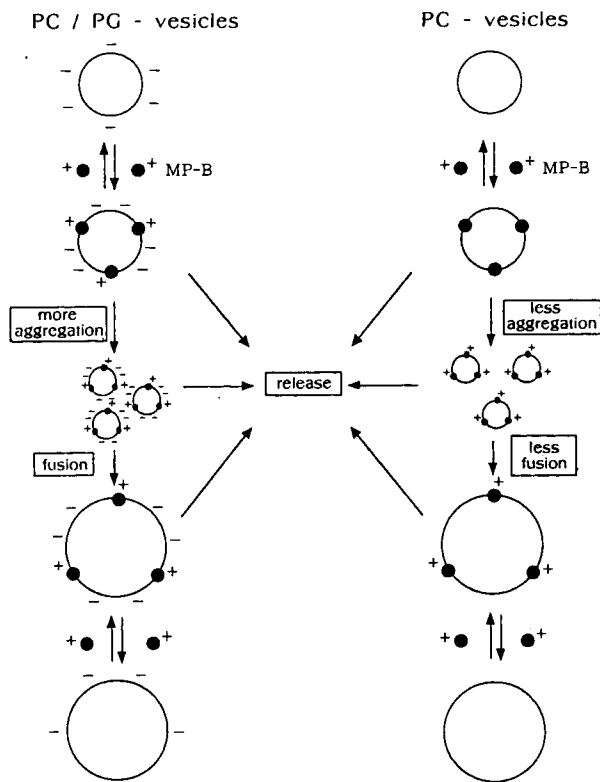 PC / PG - vesicles
PC - vesicles
MP-B
MP-B
more
aggregation
less
aggregation
release
fusion
less
fusion